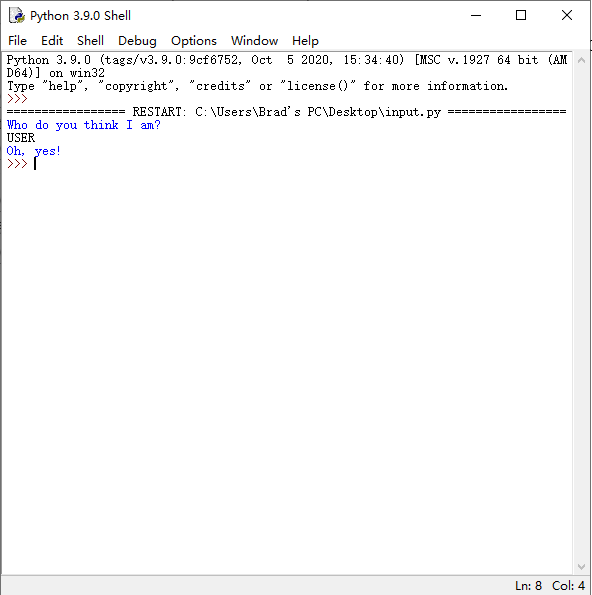 Python 3.9.0 Shell
File Edit Shell Debug Options Window Help
Python 3.9.0 (tags/v3.9.0:9cf6752, Oct  5 2020, 15:34:40) [MSC v.1927 64 bit (AM
D64)] on win32
Type "help", "copyright", "credits" or "license()" for more information.
>>>
================= RESTART: C:\Users\Brad's PC\Desktop\input.py =================
Who do you think I am?
USER
Oh, yes!
>>>
Ln: 8 Col: 4